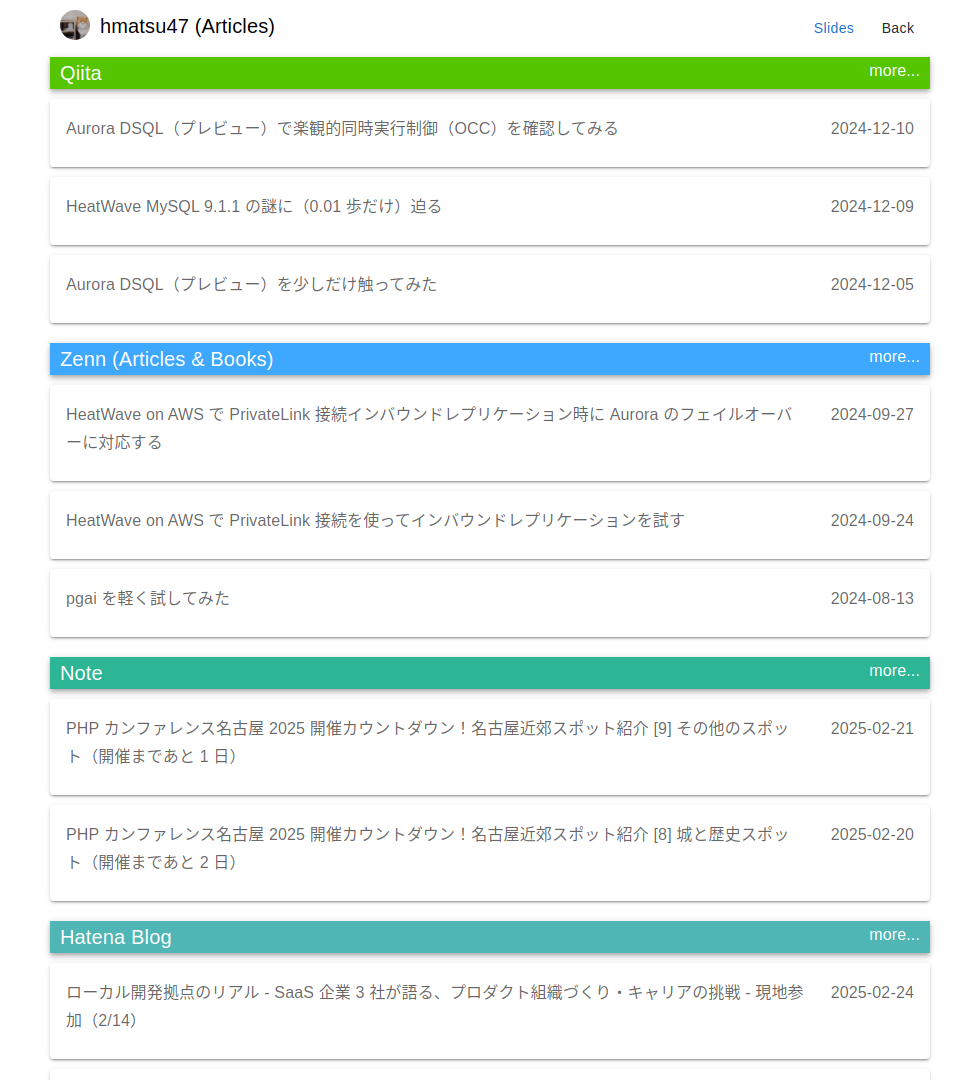 hmatsu47 (Articles)
Slides
Back
Qiita
more...
Aurora DSQL（プレビュー）で楽観的同時実行制御（OCC）を確認してみる
2024-12-10
HeatWave MySQL 9.1.1 の謎に（0.01 歩だけ）迫る
2024-12-09
Aurora DSQL（プレビュー）を少しだけ触ってみた
2024-12-05
Zenn (Articles & Books)
more...
HeatWave on AWS で PrivateLink 接続インバウンドレプリケーション時に Aurora のフェイルオーバ
2024-09-27
ーに対応する
HeatWave on AWS で PrivateLink 接続を使ってインバウンドレプリケーションを試す
2024-09-24
pgai を軽く試してみた
2024-08-13
Note
more...
PHP カンファレンス名古屋 2025 開催カウントダウン！名古屋近郊スポット紹介 [9] その他のスポッ
2025-02-21
ト（開催まであと 1 日）
PHP カンファレンス名古屋 2025 開催カウントダウン！名古屋近郊スポット紹介 [8] 城と歴史スポッ
2025-02-20
ト（開催まであと 2 日）
Hatena Blog
more...
ローカル開発拠点のリアル - SaaS 企業 3 社が語る、プロダクト組織づくり・キャリアの挑戦 - 現地参
2025-02-24
加（2/14）